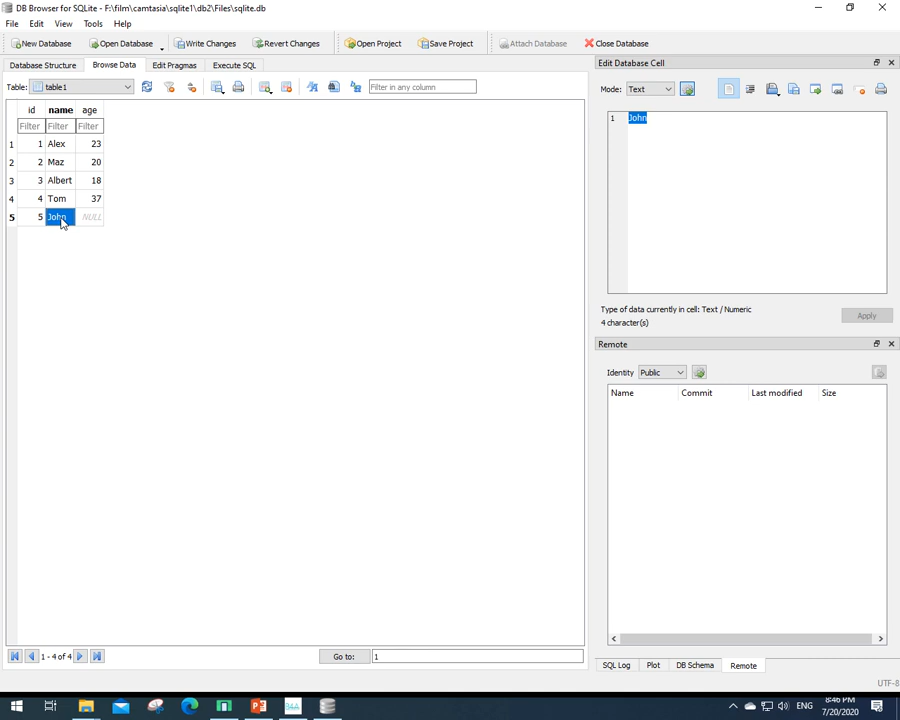 DB Browser for SQLite - F:\film\camtasia\sqlite1\db2\Files\sqlite.db
File Edit View Tools Help
New Database Open Database Write Changes Revert Changes Open Project Save Project Attach Database Close Database
Database Structure Browse Data Edit Pragmas Execute SQL
Table: table1 Filter in any column
id name age
Filter Filter Filter
1 1 Alex 23
2 2 Maz 20
3 3 Albert 18
4 4 Tom 37
5 5 John NULL
1 - 4 of 4 Go to: 1
Edit Database Cell
Mode: Text
1 John
Type of data currently in cell: Text / Numeric
4 character(s)
Apply
Remote
Identity Public
Name Commit Last modified Size
SQL Log Plot DB Schema Remote
UTF-8
ENG
8:46 PM
7/20/2020